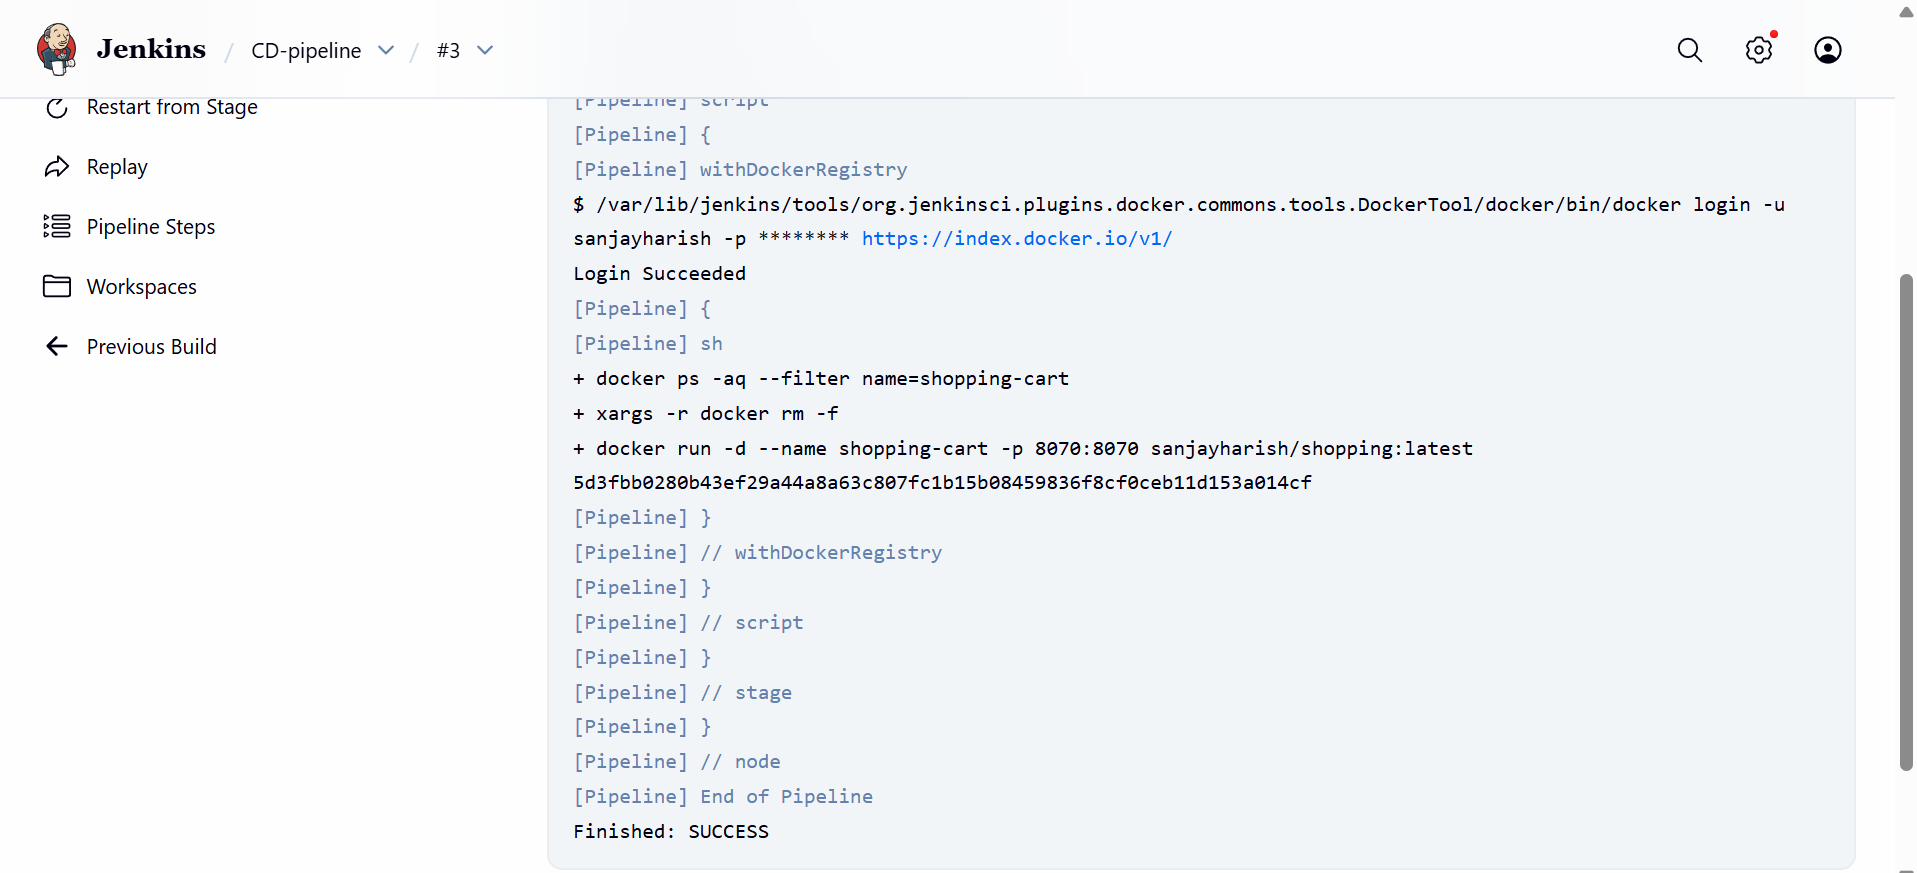 Jenkins / CD-pipeline / #3
Restart from Stage
Replay
Pipeline Steps
Workspaces
Previous Build
[Pipeline] script
[Pipeline] {
[Pipeline] withDockerRegistry
$ /var/lib/jenkins/tools/org.jenkinsci.plugins.docker.commons.tools.DockerTool/docker/bin/docker login -u
sanjayharish -p ******** https://index.docker.io/v1/
Login Succeeded
[Pipeline] {
[Pipeline] sh
+ docker ps -aq --filter name=shopping-cart
+ xargs -r docker rm -f
+ docker run -d --name shopping-cart -p 8070:8070 sanjayharish/shopping:latest
5d3fbb0280b43ef29a44a8a63c807fc1b15b08459836f8cf0ceb11d153a014cf
[Pipeline] }
[Pipeline] // withDockerRegistry
[Pipeline] }
[Pipeline] // script
[Pipeline] }
[Pipeline] // stage
[Pipeline] }
[Pipeline] // node
[Pipeline] End of Pipeline
Finished: SUCCESS